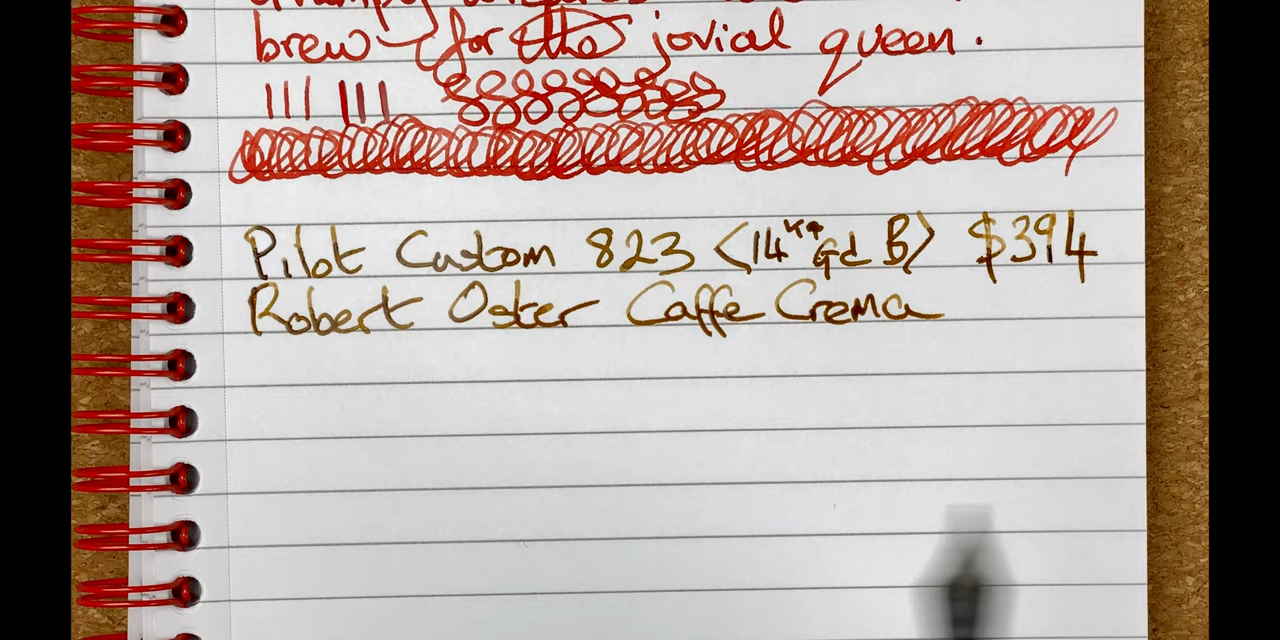 brew for the jovial queen.
Pilot Custom 823 <14kt Gd B> $394
Robert Oster Caffe Crema